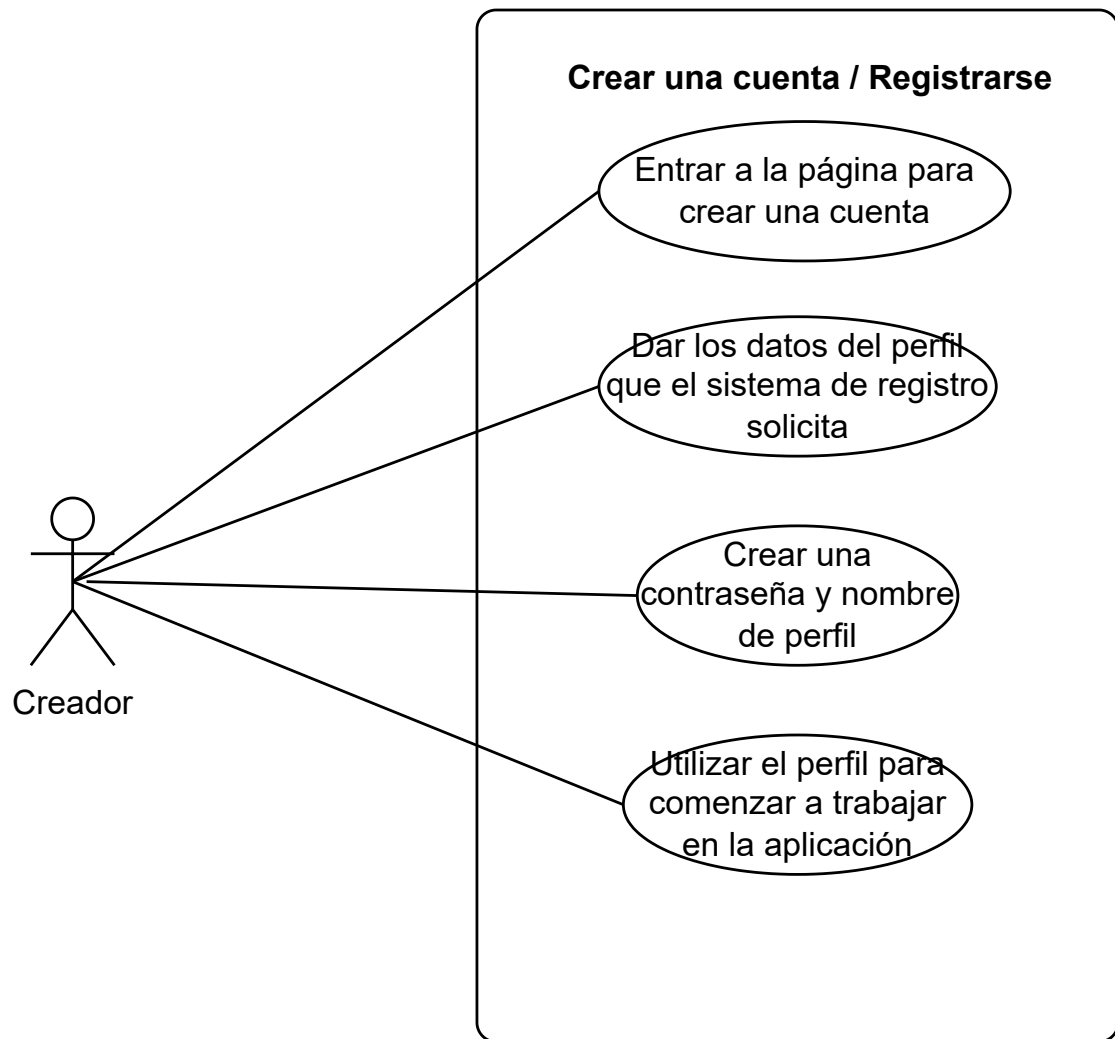 Crear una cuenta / Registrarse
Entrar a la página para
crear una cuenta
Dar los datos del perfil
que el sistema de registro
solicita
Crear una
contraseña y nombre
de perfil
Creador
Utilizar el perfil para
comenzar a trabajar
en la aplicación